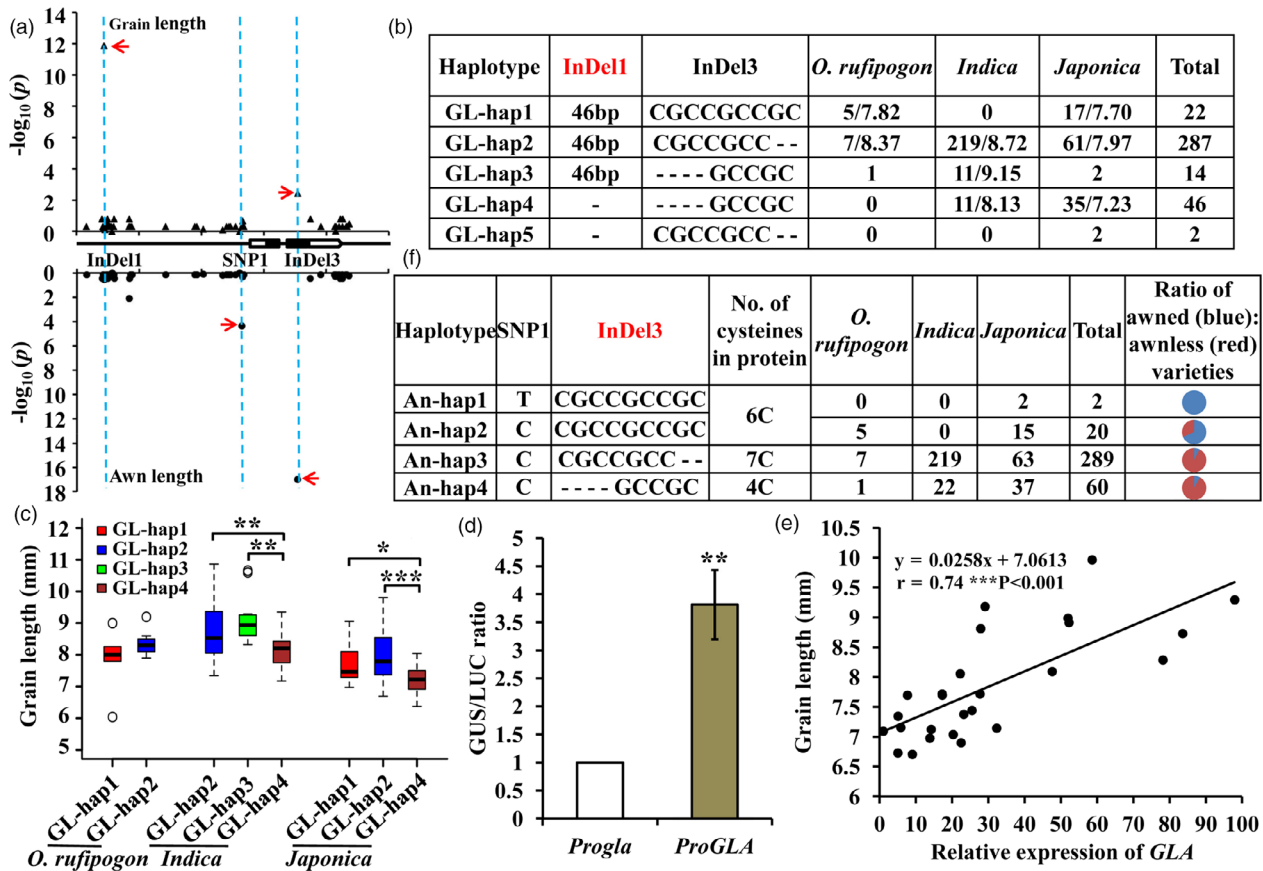 (a)
14
12
10
8
6
4
2
0
-log10 (p)
Grain length
InDel1 SNP1 InDel3
0
2
4
6
8
10
12
14
16
18
-log10 (p)
Awn length
(b)
Haplotype InDel1 InDel3 O. rufipogon Indica Japonica Total
GL-hap1 46bp CGCCGCCGC 5/7.82 0 17/7.70 22
GL-hap2 46bp CGCCGCC - - 7/8.37 219/8.72 61/7.97 287
GL-hap3 46bp - - - - GCCGC 1 11/9.15 2 14
GL-hap4 - - - - - GCCGC 0 11/8.13 35/7.23 46
GL-hap5 - CGCCGCC - - 0 0 2 2
(f)
Haplotype SNP1 InDel3 No. of cysteines in protein O. rufipogon Indica Japonica Total Ratio of awned (blue): awnless (red) varieties
An-hap1 T CGCCGCCGC 6C 0 0 2 2
An-hap2 C CGCCGCCGC 5 0 15 20
An-hap3 C CGCCGCC - - 7C 7 219 63 289
An-hap4 C - - - - GCCGC 4C 1 22 37 60
(c)
Grain length (mm)
12
11
10
9
8
7
6
5
GL-hap1
GL-hap2
GL-hap3
GL-hap4
**
**
*
***
GL-hap1 GL-hap2 GL-hap2 GL-hap3 GL-hap4 GL-hap1 GL-hap2 GL-hap4
O. rufipogon Indica Japonica
(d)
GUS/LUC ratio
5
4.5
4
3.5
3
2.5
2
1.5
1
0.5
0
**
Progla ProGLA
(e)
Grain length (mm)
10.5
10
9.5
9
8.5
8
7.5
7
6.5
6
y = 0.0258x + 7.0613
r = 0.74 ***P<0.001
0 10 20 30 40 50 60 70 80 90 100
Relative expression of GLA